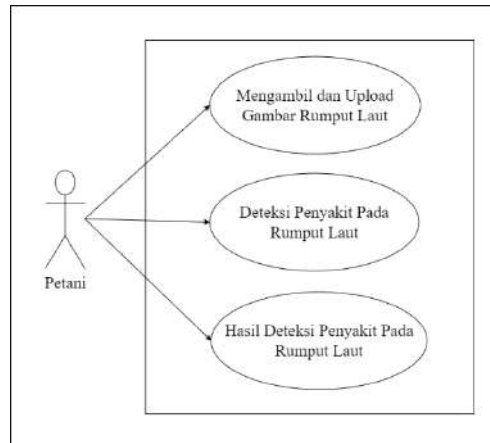 Mengambil dan Upload
Gambar Rumput Laut
Deteksi Penyakit Pada
Rumput Laut
Petani
Hasil Deteksi Penyakit Pada
Rumput Laut